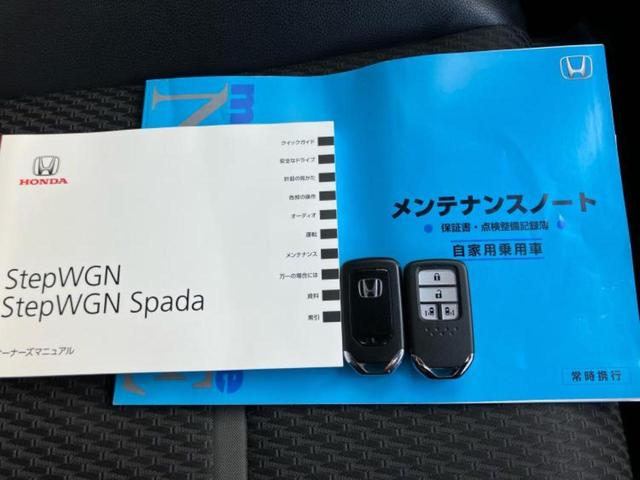 HONDA
StepWGN
StepWGN Spada
オーナーズマニュアル
クイックガイド
安全なドライブ
計器の見かた
各部の操作
オーディオ
運転
メンテナンス
万一の場合には
資料
索引
メンテナンスノート
保証書・点検整備記録簿
自家用乗用車
常時携行